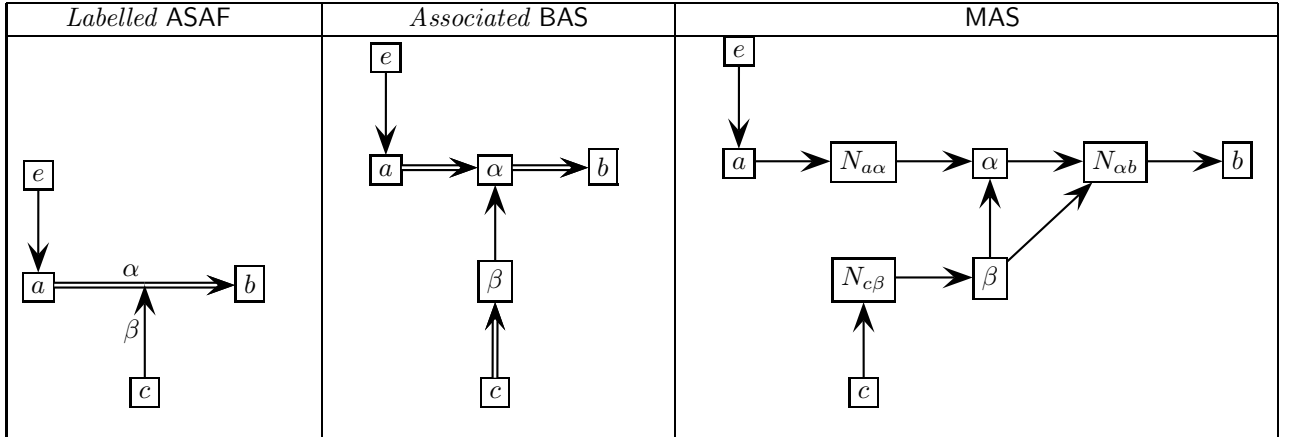 Labelled ASAF
Associated BAS
MAS
e
a
α
b
β
c
e
a
α
b
β
c
e
a
N_{aα}
α
N_{αb}
b
N_{cβ}
β
c